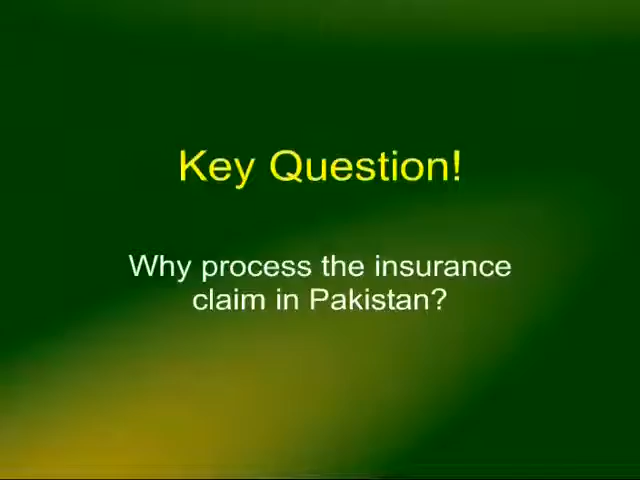 Key Question!
Why process the insurance
claim in Pakistan?